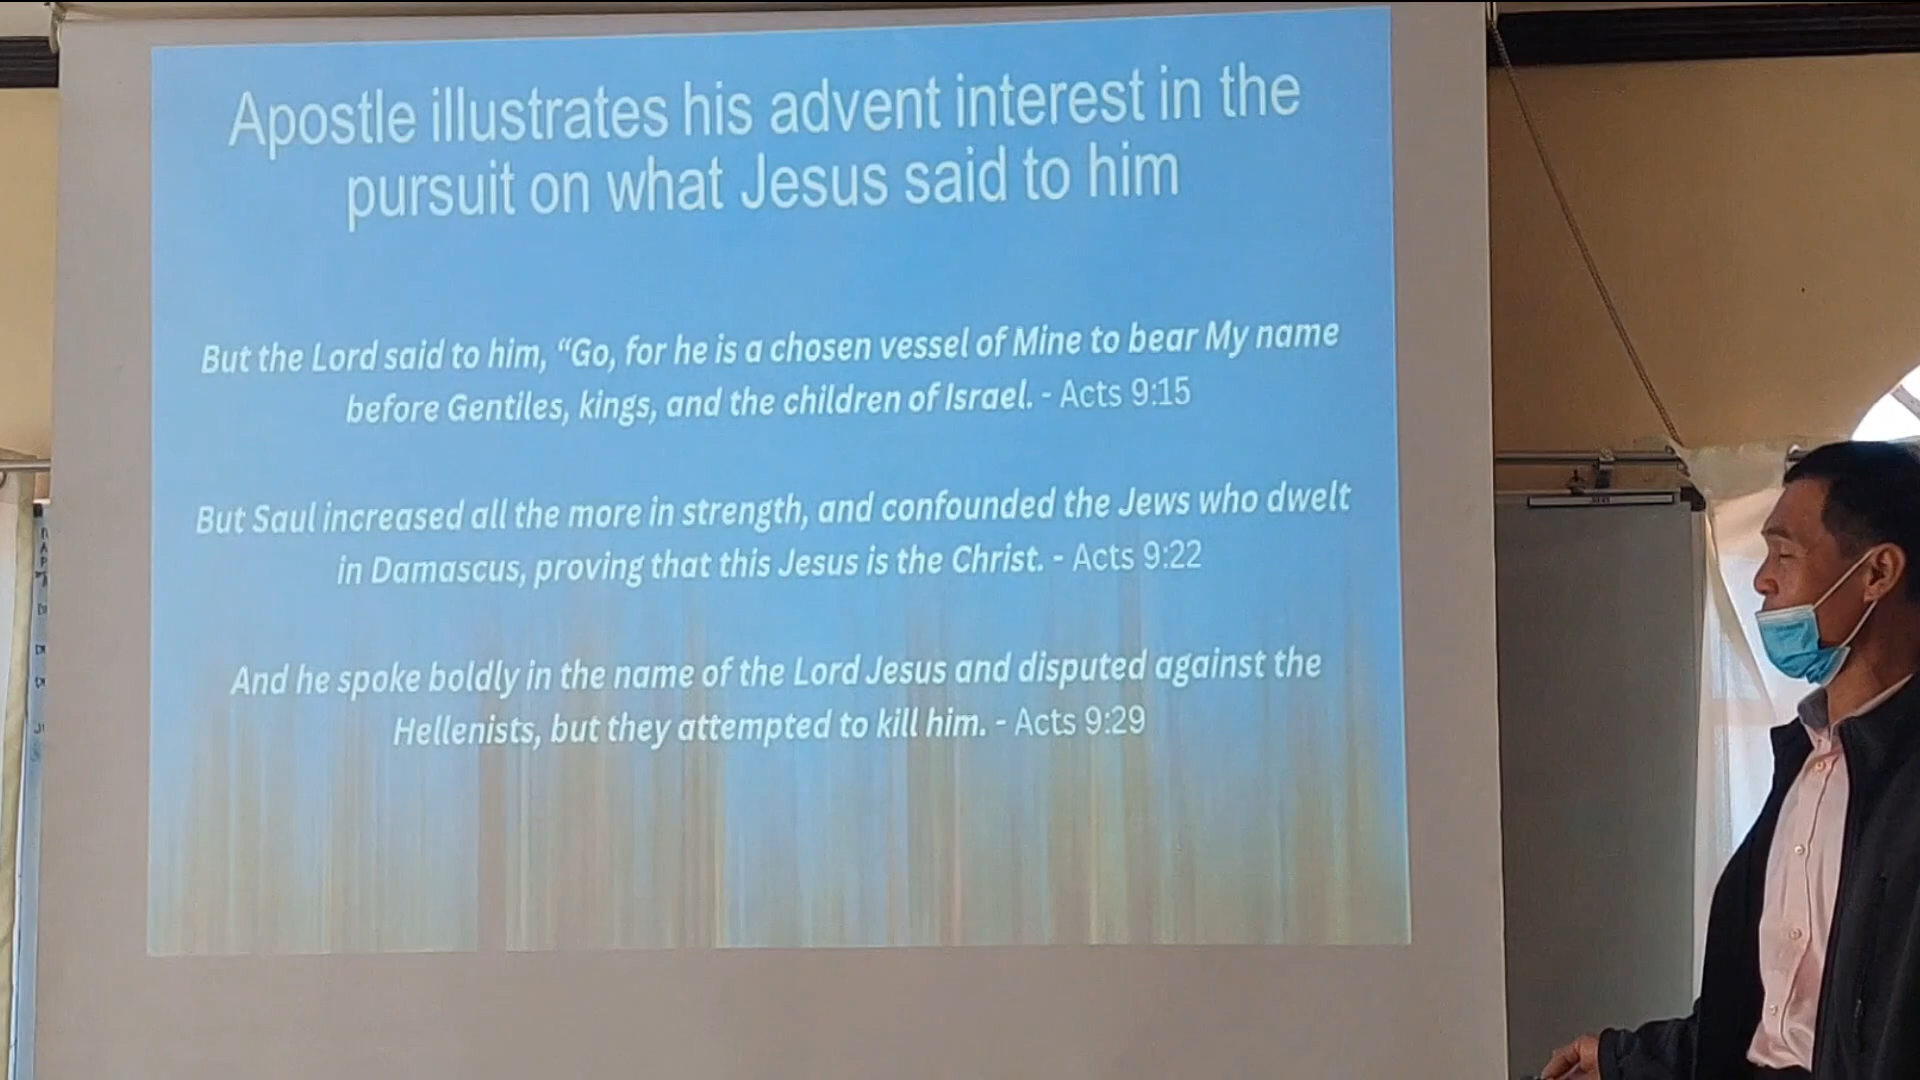 Apostle illustrates his advent interest in the
pursuit on what Jesus said to him
But the Lord said to him, “Go, for he is a chosen vessel of Mine to bear My name
before Gentiles, kings, and the children of Israel. - Acts 9:15
But Saul increased all the more in strength, and confounded the Jews who dwelt
in Damascus, proving that this Jesus is the Christ. - Acts 9:22
And he spoke boldly in the name of the Lord Jesus and disputed against the
Hellenists, but they attempted to kill him. - Acts 9:29